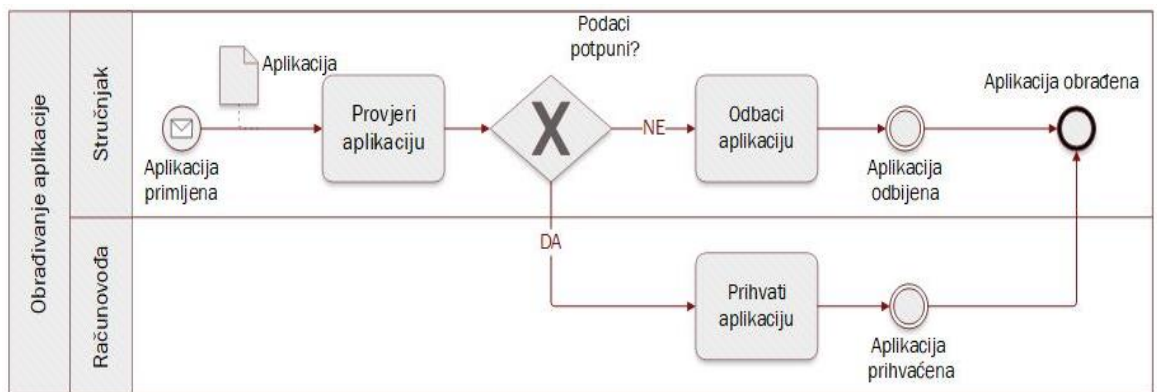 Obrađivanje aplikacije
Stručnjak
Aplikacija
Aplikacija
primljena
Provjeri
aplikaciju
Podaci
potpuni?
X
NE
Odbaci
aplikaciju
Aplikacija
odbijena
Aplikacija obrađena
Računovođa
DA
Prihvati
aplikaciju
Aplikacija
prihvaćena